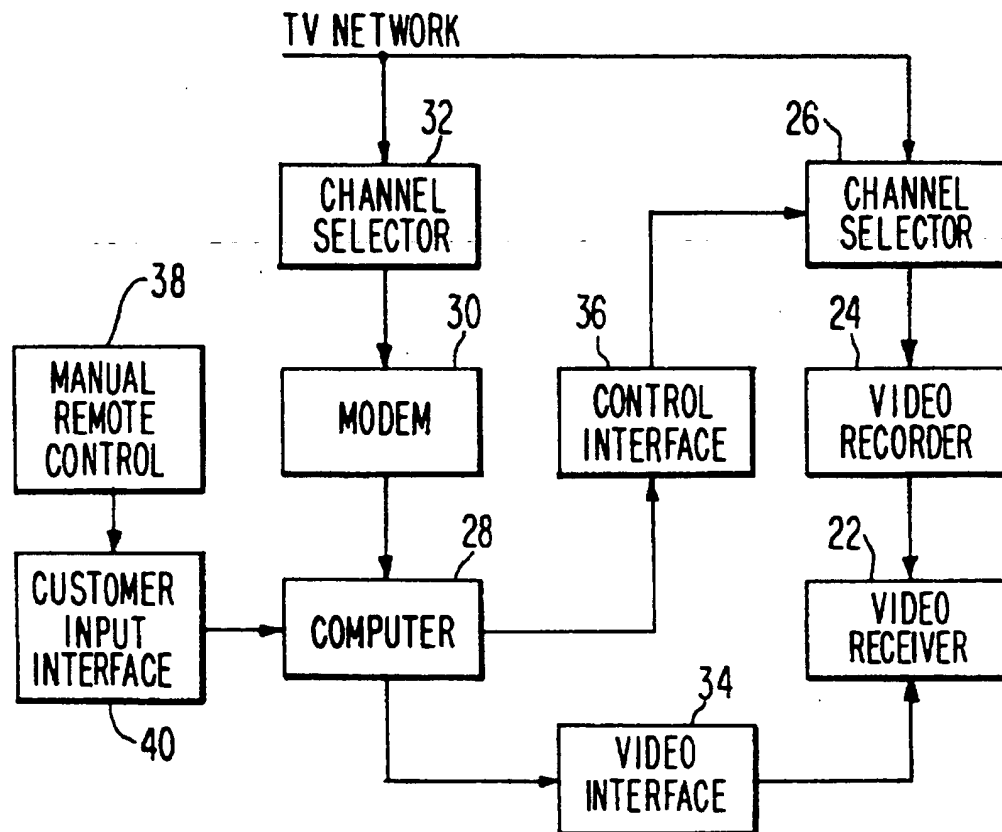 TV NETWORK
32
26
CHANNEL
SELECTOR
CHANNEL
SELECTOR
38
30
36
24
MANUAL
REMOTE
CONTROL
MODEM
CONTROL
INTERFACE
VIDEO
RECORDER
28
22
CUSTOMER
INPUT
INTERFACE
COMPUTER
VIDEO
RECEIVER
40
34
VIDEO
INTERFACE